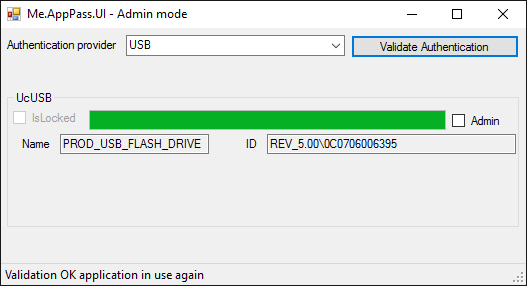 Me.AppPass.UI - Admin mode
Authentication provider USB Validate Authentication
UcUSB
IsLocked Admin
Name PROD_USB_FLASH_DRIVE ID REV_5.00\0C0706006395
Validation OK application in use again